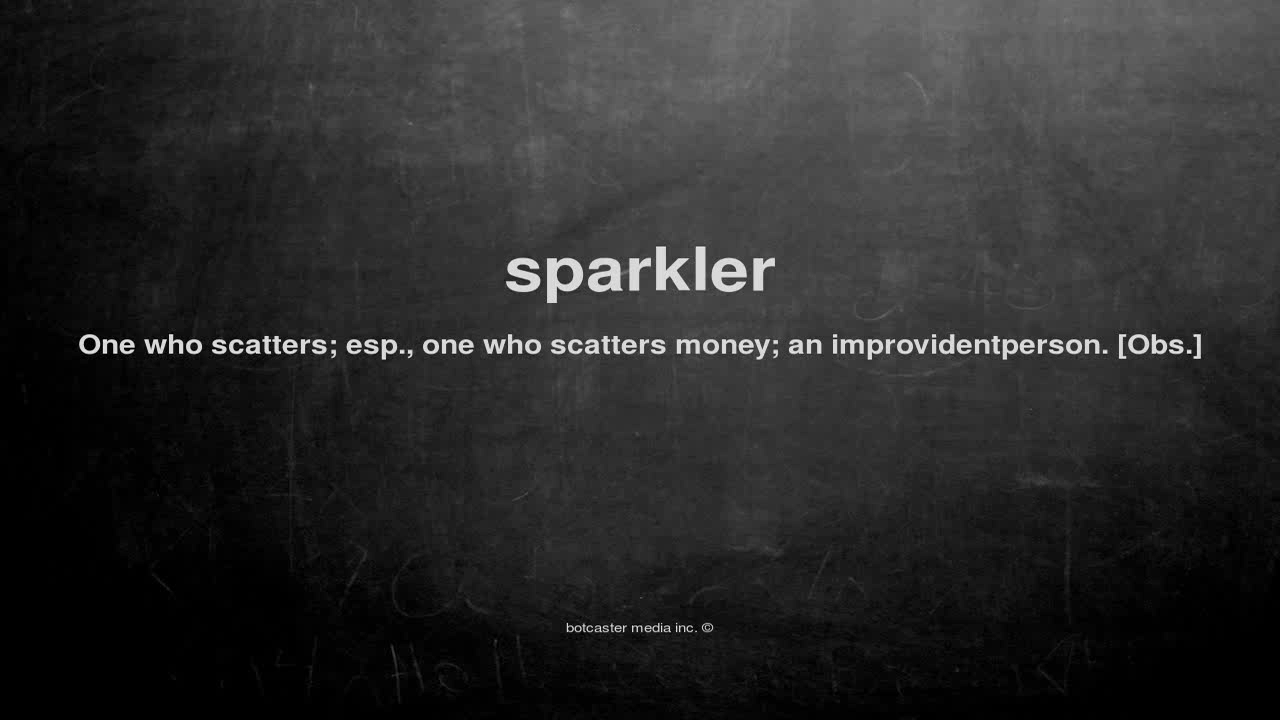 sparkler
One who scatters; esp., one who scatters money; an improvidentperson. [Obs.]
botcaster media inc. ©